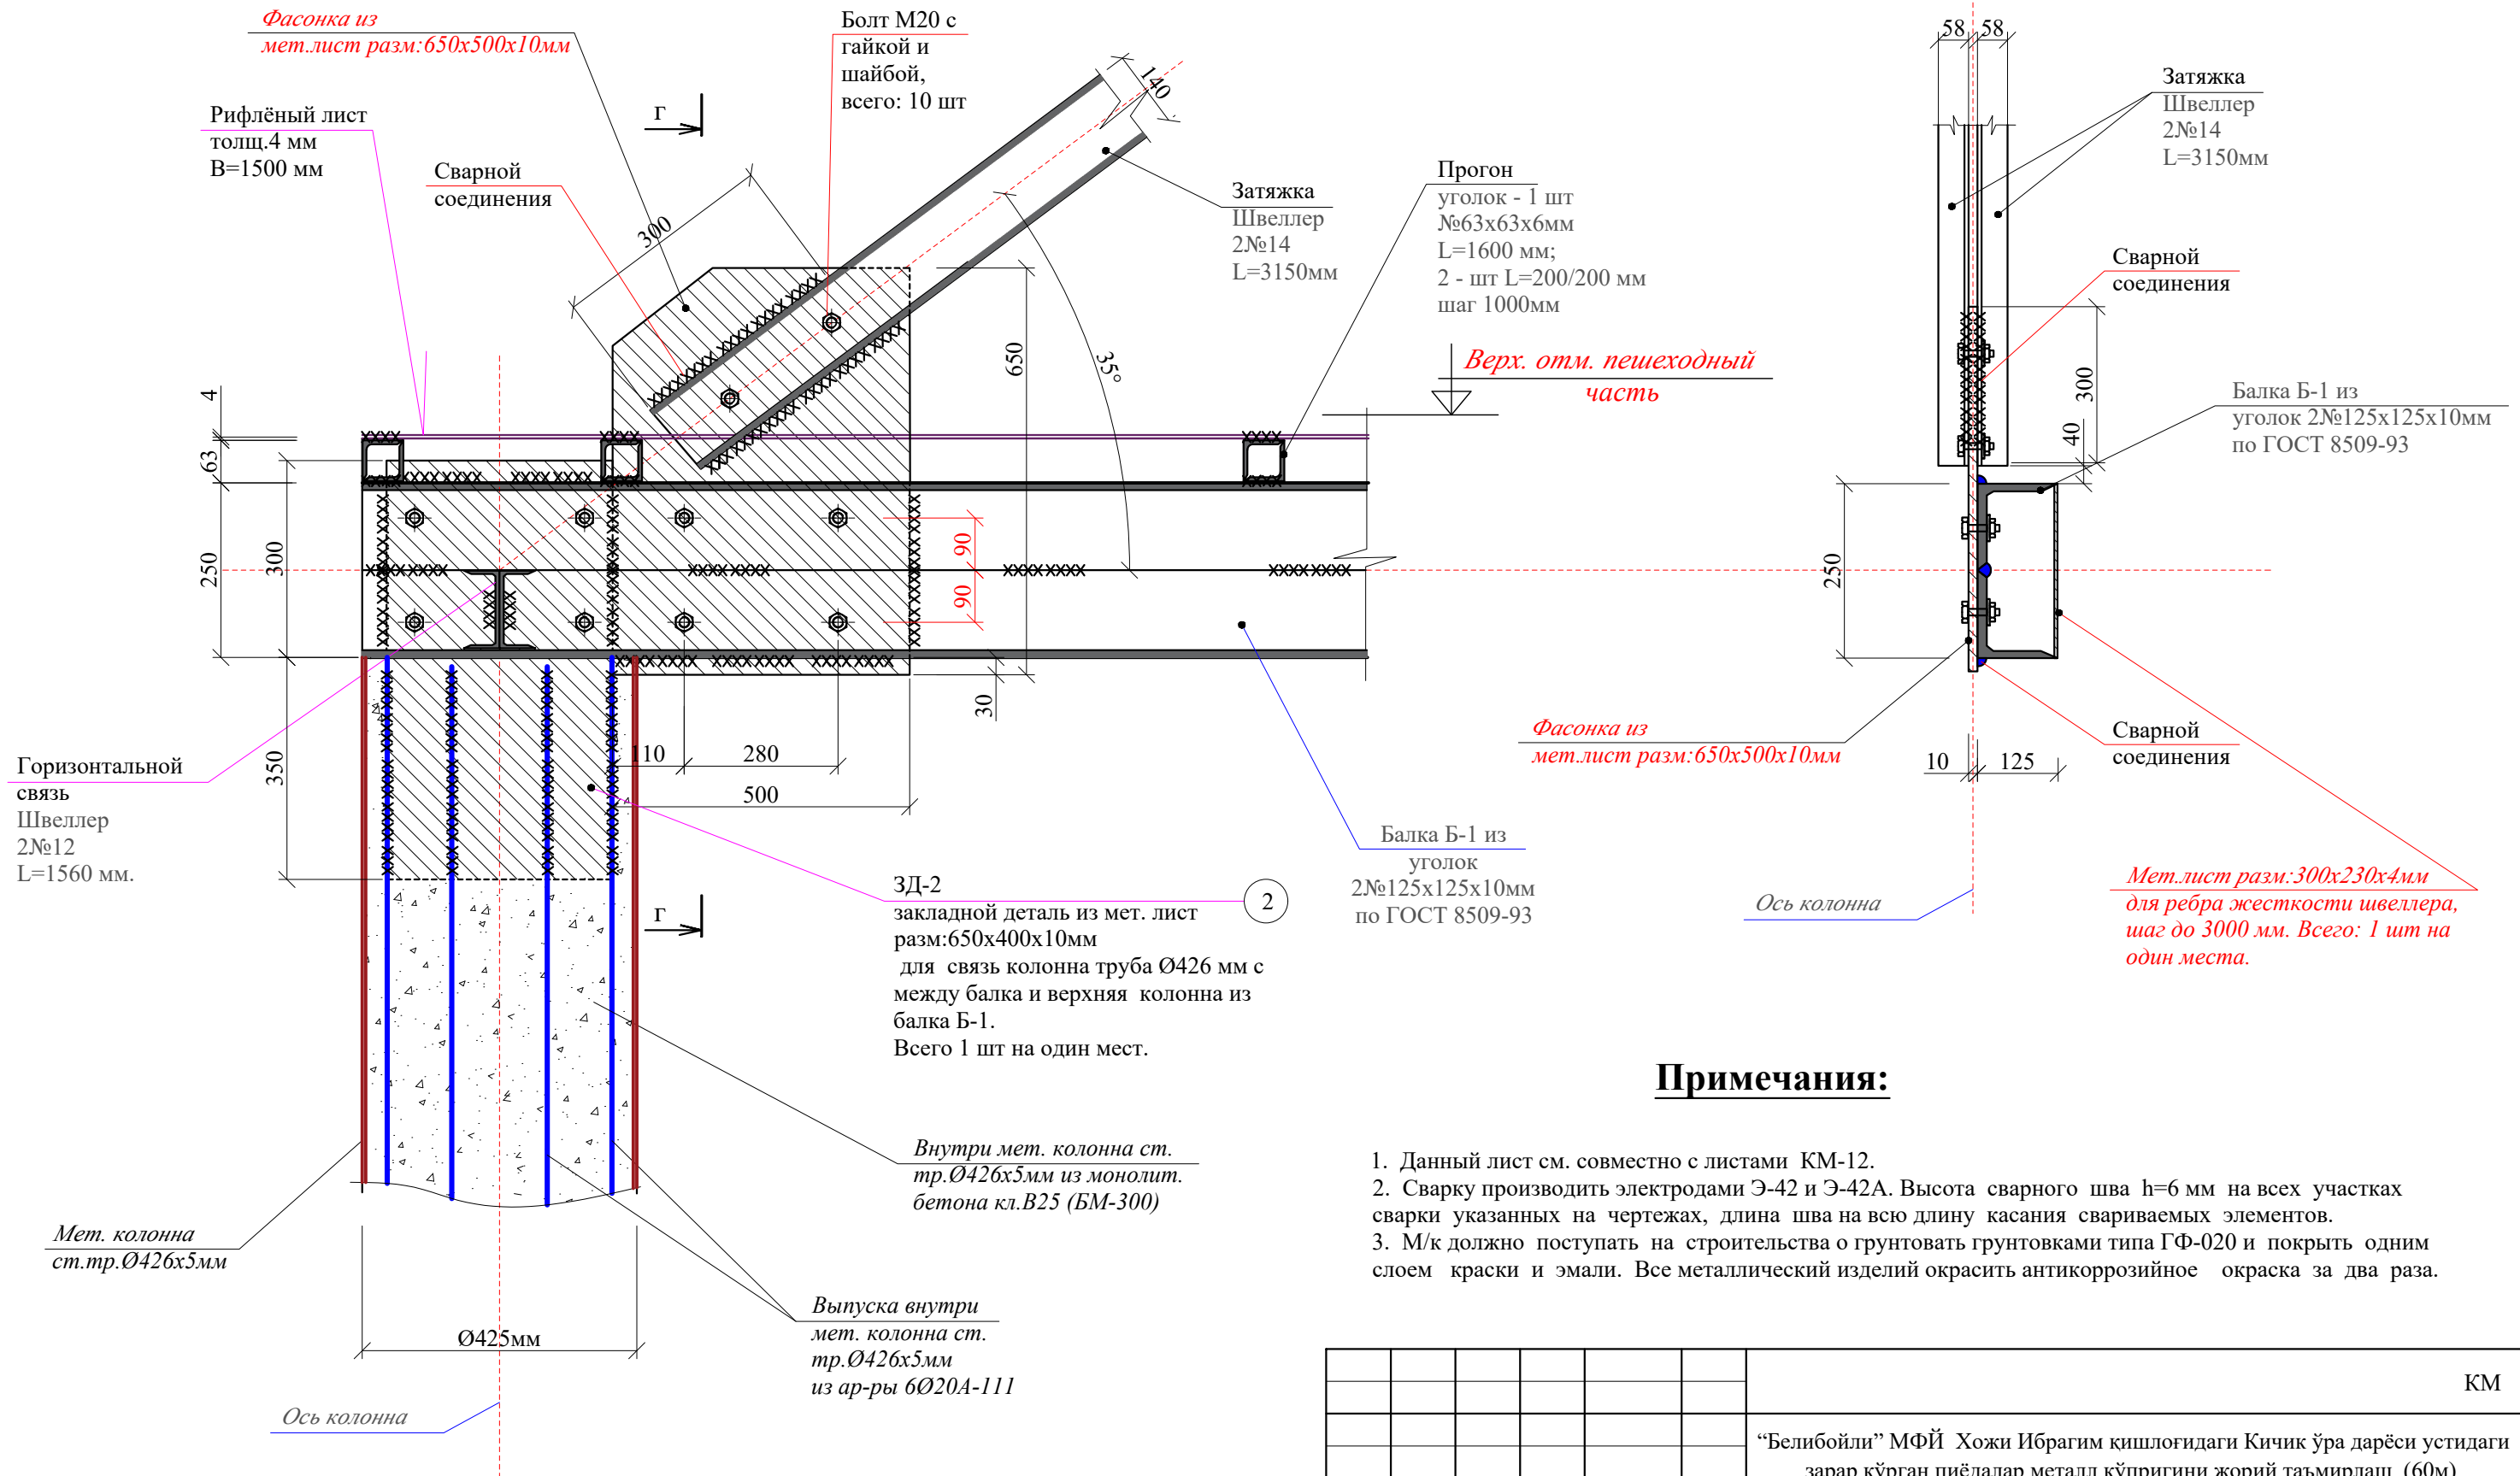 Фасонка из
мет.лист разм:650х500х10мм
Болт М20 с
гайкой и
шайбой,
всего: 10 шт
Рифлёный лист
толщ.4 мм
В=1500 мм
Сварной
соединения
Г
300
140
Затяжка
Швеллер
2№14
L=3150мм
Прогон
уголок - 1 шт
№63х63х6мм
L=1600 мм;
2 - шт L=200/200 мм
шаг 1000мм
Верх. отм. пешеходный
часть
35°
650
4
63
300
250
350
90
90
30
110
280
500
Горизонтальной
связь
Швеллер
2№12
L=1560 мм.
ЗД-2
2
закладной деталь из мет. лист
разм:650х400х10мм
для связь колонна труба Ø426 мм с
между балка и верхняя колонна из
балка Б-1.
Всего 1 шт на один мест.
Г
Балка Б-1 из
уголок
2№125х125х10мм
по ГОСТ 8509-93
Внутри мет. колонна ст.
тр.Ø426х5мм из монолит.
бетона кл.В25 (БМ-300)
Мет. колонна
ст.тр.Ø426х5мм
Выпуска внутри
мет. колонна ст.
тр.Ø426х5мм
из ар-ры 6Ø20А-111
Ø425мм
Ось колонна
58
58
Затяжка
Швеллер
2№14
L=3150мм
Сварной
соединения
300
40
Балка Б-1 из
уголок 2№125х125х10мм
по ГОСТ 8509-93
250
Фасонка из
мет.лист разм:650х500х10мм
10
125
Сварной
соединения
Ось колонна
Мет.лист разм:300х230х4мм
для ребра жесткости швеллера,
шаг до 3000 мм. Всего: 1 шт на
один места.
Примечания:
1. Данный лист см. совместно с листами КМ-12.
2. Сварку производить электродами Э-42 и Э-42А. Высота сварного шва h=6 мм на всех участках
сварки указанных на чертежах, длина шва на всю длину касания свариваемых элементов.
3. М/к должно поступать на строительства о грунтовать грунтовками типа ГФ-020 и покрыть одним
слоем краски и эмали. Все металлический изделий окрасить антикоррозийное окраска за два раза.
КМ
“Белибойли” МФЙ Хожи Ибрагим қишлоғидаги Кичик ўра дарёси устидаги
зарар кўрган пиёдалар металл кўпригини жорий таъмирлаш. (60м)